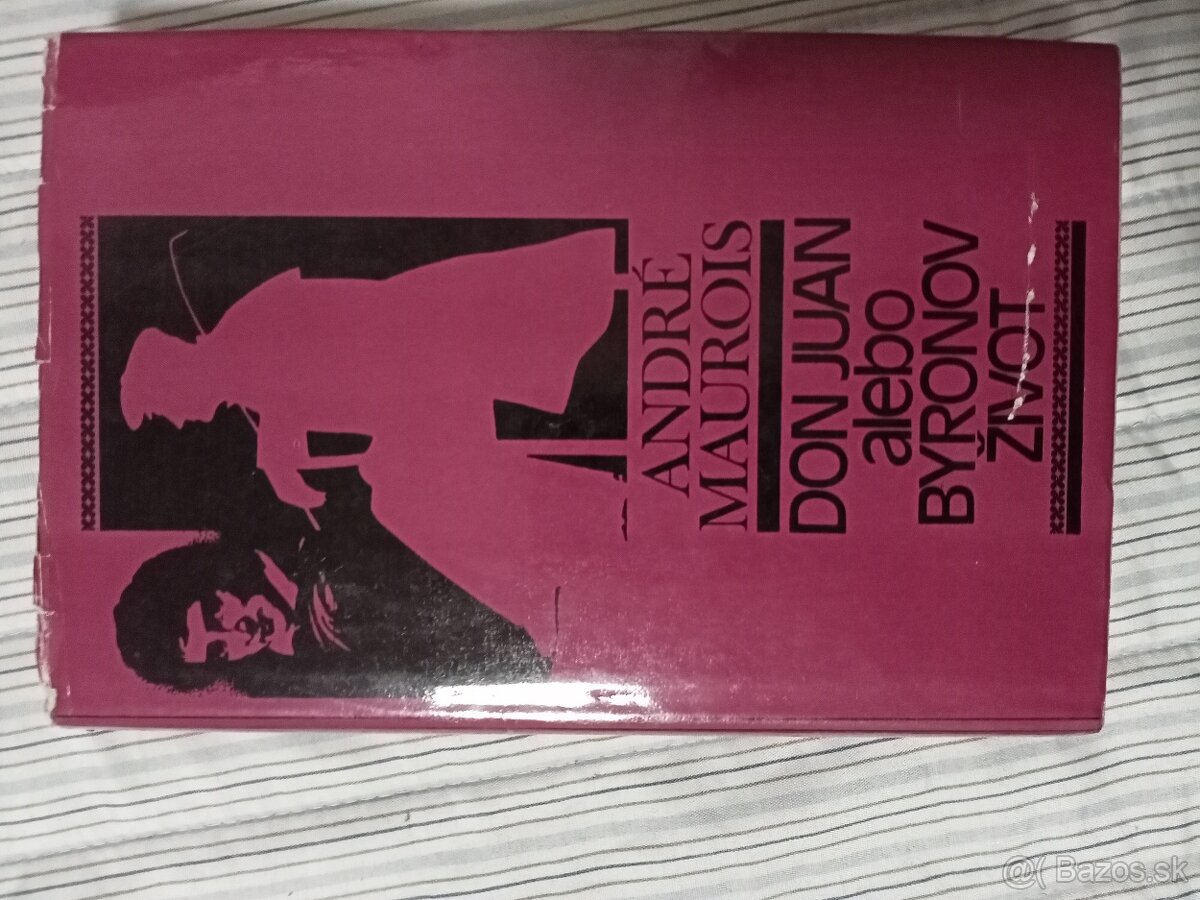 ANDRÉ
MAUROIS
DON JUAN
alebo
BYRONOV
ŽIVOT
@( Bazos.sk